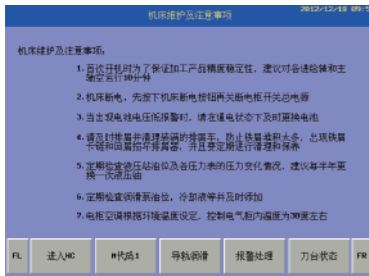 机床维护及注意事项
2012/12/18
机床维护及注意事项:
1.首次开机时为了保证加工产品精度稳定性,建议对各进给轴和主
轴空运行10分钟
2.机床断电,先按下机床断电按钮再关断电柜开关总电器
3.当出现电池电压低报警时,请在通电状态下及时更换电池
4.请及时排屑并清理装满的排屑车,防止铁屑堆积太多,出现铁屑
卡链和回屑损坏排屑器,并且要定期进行清理和保养
5.定期检查液压站油位及各压力表的压力变化情况,建议每半年更
换一次液压油
6.定期检查润滑泵油位,冷却液等并及时添加
7.电柜空调根据环境温度设定,控制电气柜内温度为30度左右
FL 进入HC M代码1 导轨润滑 报警处理 刀台状态 FR